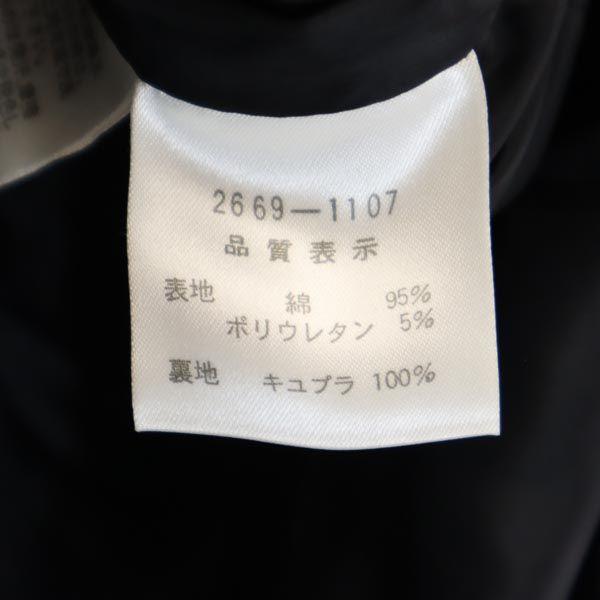 2669-1107
品質表示
表地 綿 95%
ポリウレタン 5%
裏地 キュプラ 100%